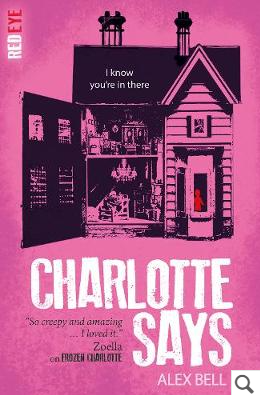 RED EYE
I know
you're in there
CHARLOTTE
SAYS
"So creepy and amazing
... I loved it."
Zoella
on FROZEN CHARLOTTE
ALEX BELL